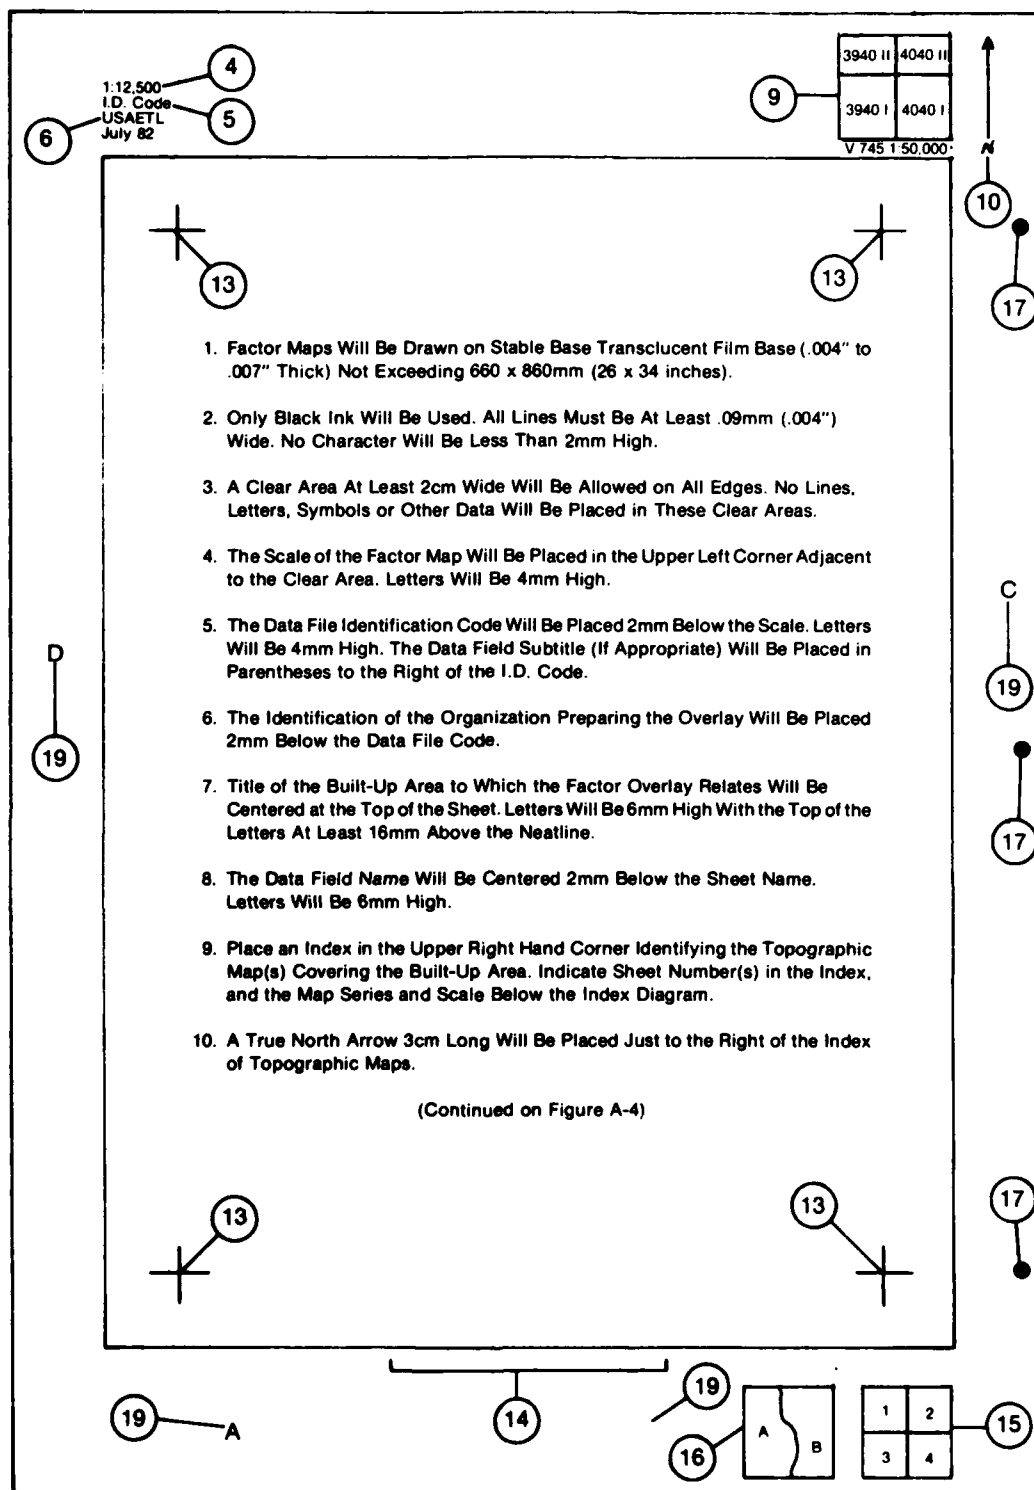 4
1:12,500
I.D. Code
5
6
USAETL
July 82
9
3940 II 4040 II
3940 I 4040 I
V 745 1:50,000
N
10
13
13
17
1. Factor Maps Will Be Drawn on Stable Base Transclucent Film Base (.004" to
.007" Thick) Not Exceeding 660 x 860mm (26 x 34 inches).
2. Only Black Ink Will Be Used. All Lines Must Be At Least .09mm (.004")
Wide. No Character Will Be Less Than 2mm High.
3. A Clear Area At Least 2cm Wide Will Be Allowed on All Edges. No Lines,
Letters, Symbols or Other Data Will Be Placed in These Clear Areas.
4. The Scale of the Factor Map Will Be Placed in the Upper Left Corner Adjacent
to the Clear Area. Letters Will Be 4mm High.
C
5. The Data File Identification Code Will Be Placed 2mm Below the Scale. Letters
Will Be 4mm High. The Data Field Subtitle (If Appropriate) Will Be Placed in
Parentheses to the Right of the I.D. Code.
D
19
6. The Identification of the Organization Preparing the Overlay Will Be Placed
2mm Below the Data File Code.
19
7. Title of the Built-Up Area to Which the Factor Overlay Relates Will Be
Centered at the Top of the Sheet. Letters Will Be 6mm High With the Top of the
Letters At Least 16mm Above the Neatline.
17
8. The Data Field Name Will Be Centered 2mm Below the Sheet Name.
Letters Will Be 6mm High.
9. Place an Index in the Upper Right Hand Corner Identifying the Topographic
Map(s) Covering the Built-Up Area. Indicate Sheet Number(s) in the Index,
and the Map Series and Scale Below the Index Diagram.
10. A True North Arrow 3cm Long Will Be Placed Just to the Right of the Index
of Topographic Maps.
(Continued on Figure A-4)
13
13
17
19
A
14
19
16
A
B
1 2
3 4
15